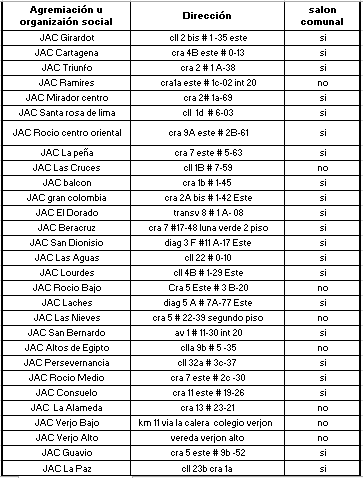 Agremiación u organizaión social Dirección salon comunal
JAC Girardot cll 2 bis # 1-35 este si
JAC Cartagena cra 4B este # 0-13 si
JAC Triunfo cra 2 # 1 A-38 si
JAC Ramires cra1a este # 1c-02 int 20 no
JAC Mirador centro cra 2# 1a-69 si
JAC Santa rosa de lima cll 1d # 6-03 si
JAC Rocio centro oriental cra 9A este # 2B-61 si
JAC La peña cra 7 este # 5-63 si
JAC Las Cruces cll 1B # 7-59 no
JAC balcon cra 1b # 1-45 si
JAC gran colombia cra 2A bis # 1-42 Este si
JAC El Dorado transv 8 # 1 A- 08 si
JAC Beracruz cra 7 #17-48 luna verde 2 piso si
JAC San Dionisio diag 3 F #11 A-17 Este si
JAC Las Aguas cll 22 # 0-10 si
JAC Lourdes cll 4B # 1-29 Este si
JAC Rocio Bajo Cra 5 Este # 3 B-20 no
JAC Laches diag 5 A # 7A-77 Este si
JAC Las Nieves cra 5 # 22-39 segundo piso no
JAC San Bernardo av 1 # 11-30 int 20 si
JAC Altos de Egipto clla 9b # 5 -35 no
JAC Persevernancia cll 32a # 3c-37 si
JAC Rocio Medio cra 7 este # 2c -30 si
JAC Consuelo cra 11 este # 19-26 si
JAC La Alameda cra 13 # 23-21 no
JAC Verjo Bajo km 11 via la calera colegio verjon no
JAC Verjo Alto vereda verjon alto no
JAC Guavio cra 5 este # 9b -52 si
JAC La Paz cll 23b cra 1a si